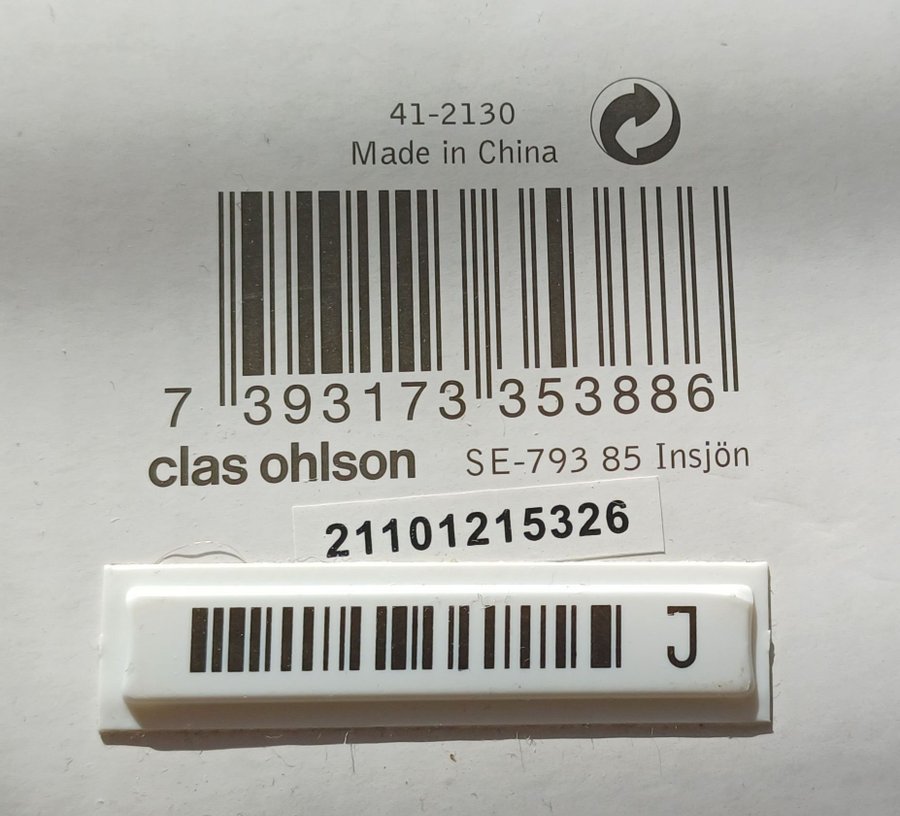 41-2130
Made in China
7 393173 353886
clas ohlson SE-793 85 Insjön
21101215326
J